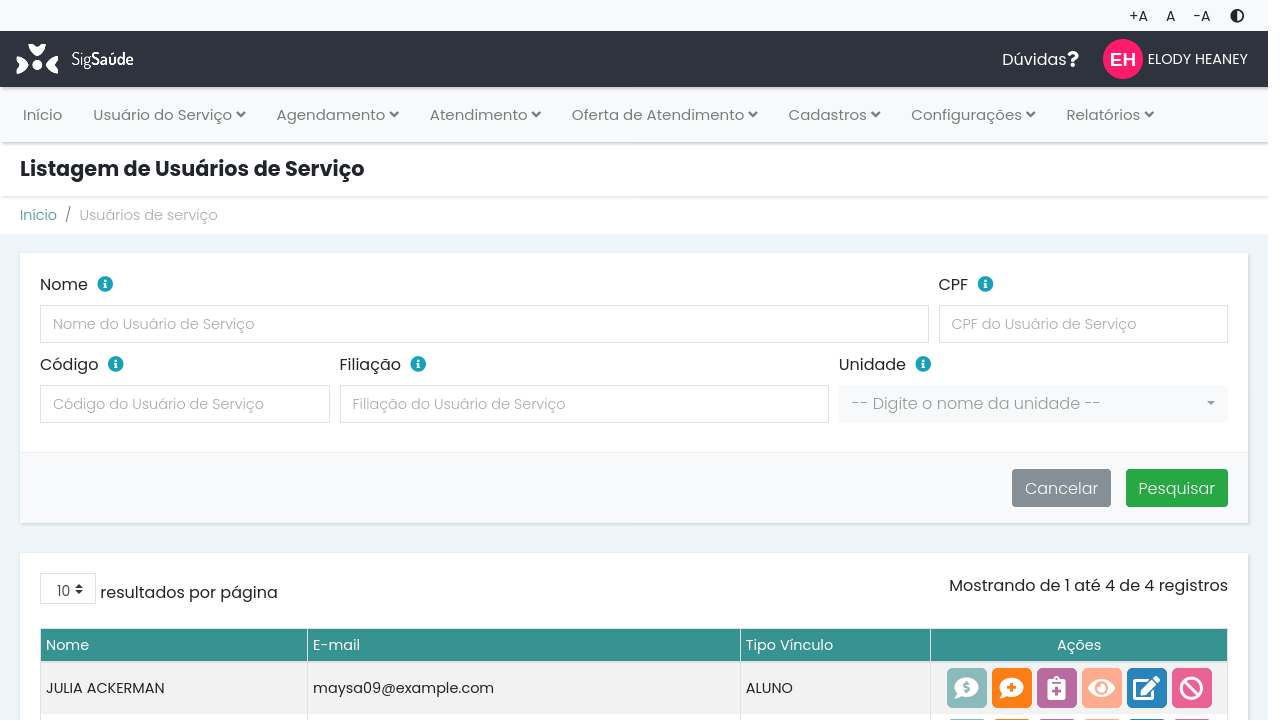 +A A -A
SigSaúde Dúvidas? EH ELODY HEANEY
Início Usuário do Serviço Agendamento Atendimento Oferta de Atendimento Cadastros Configurações Relatórios
Listagem de Usuários de Serviço
Início / Usuários de serviço
Nome CPF
Nome do Usuário de Serviço CPF do Usuário de Serviço
Código Filiação Unidade
Código do Usuário de Serviço Filiação do Usuário de Serviço -- Digite o nome da unidade --
Cancelar Pesquisar
10 resultados por página Mostrando de 1 até 4 de 4 registros
Nome E-mail Tipo Vínculo Ações
JULIA ACKERMAN maysa09@example.com ALUNO